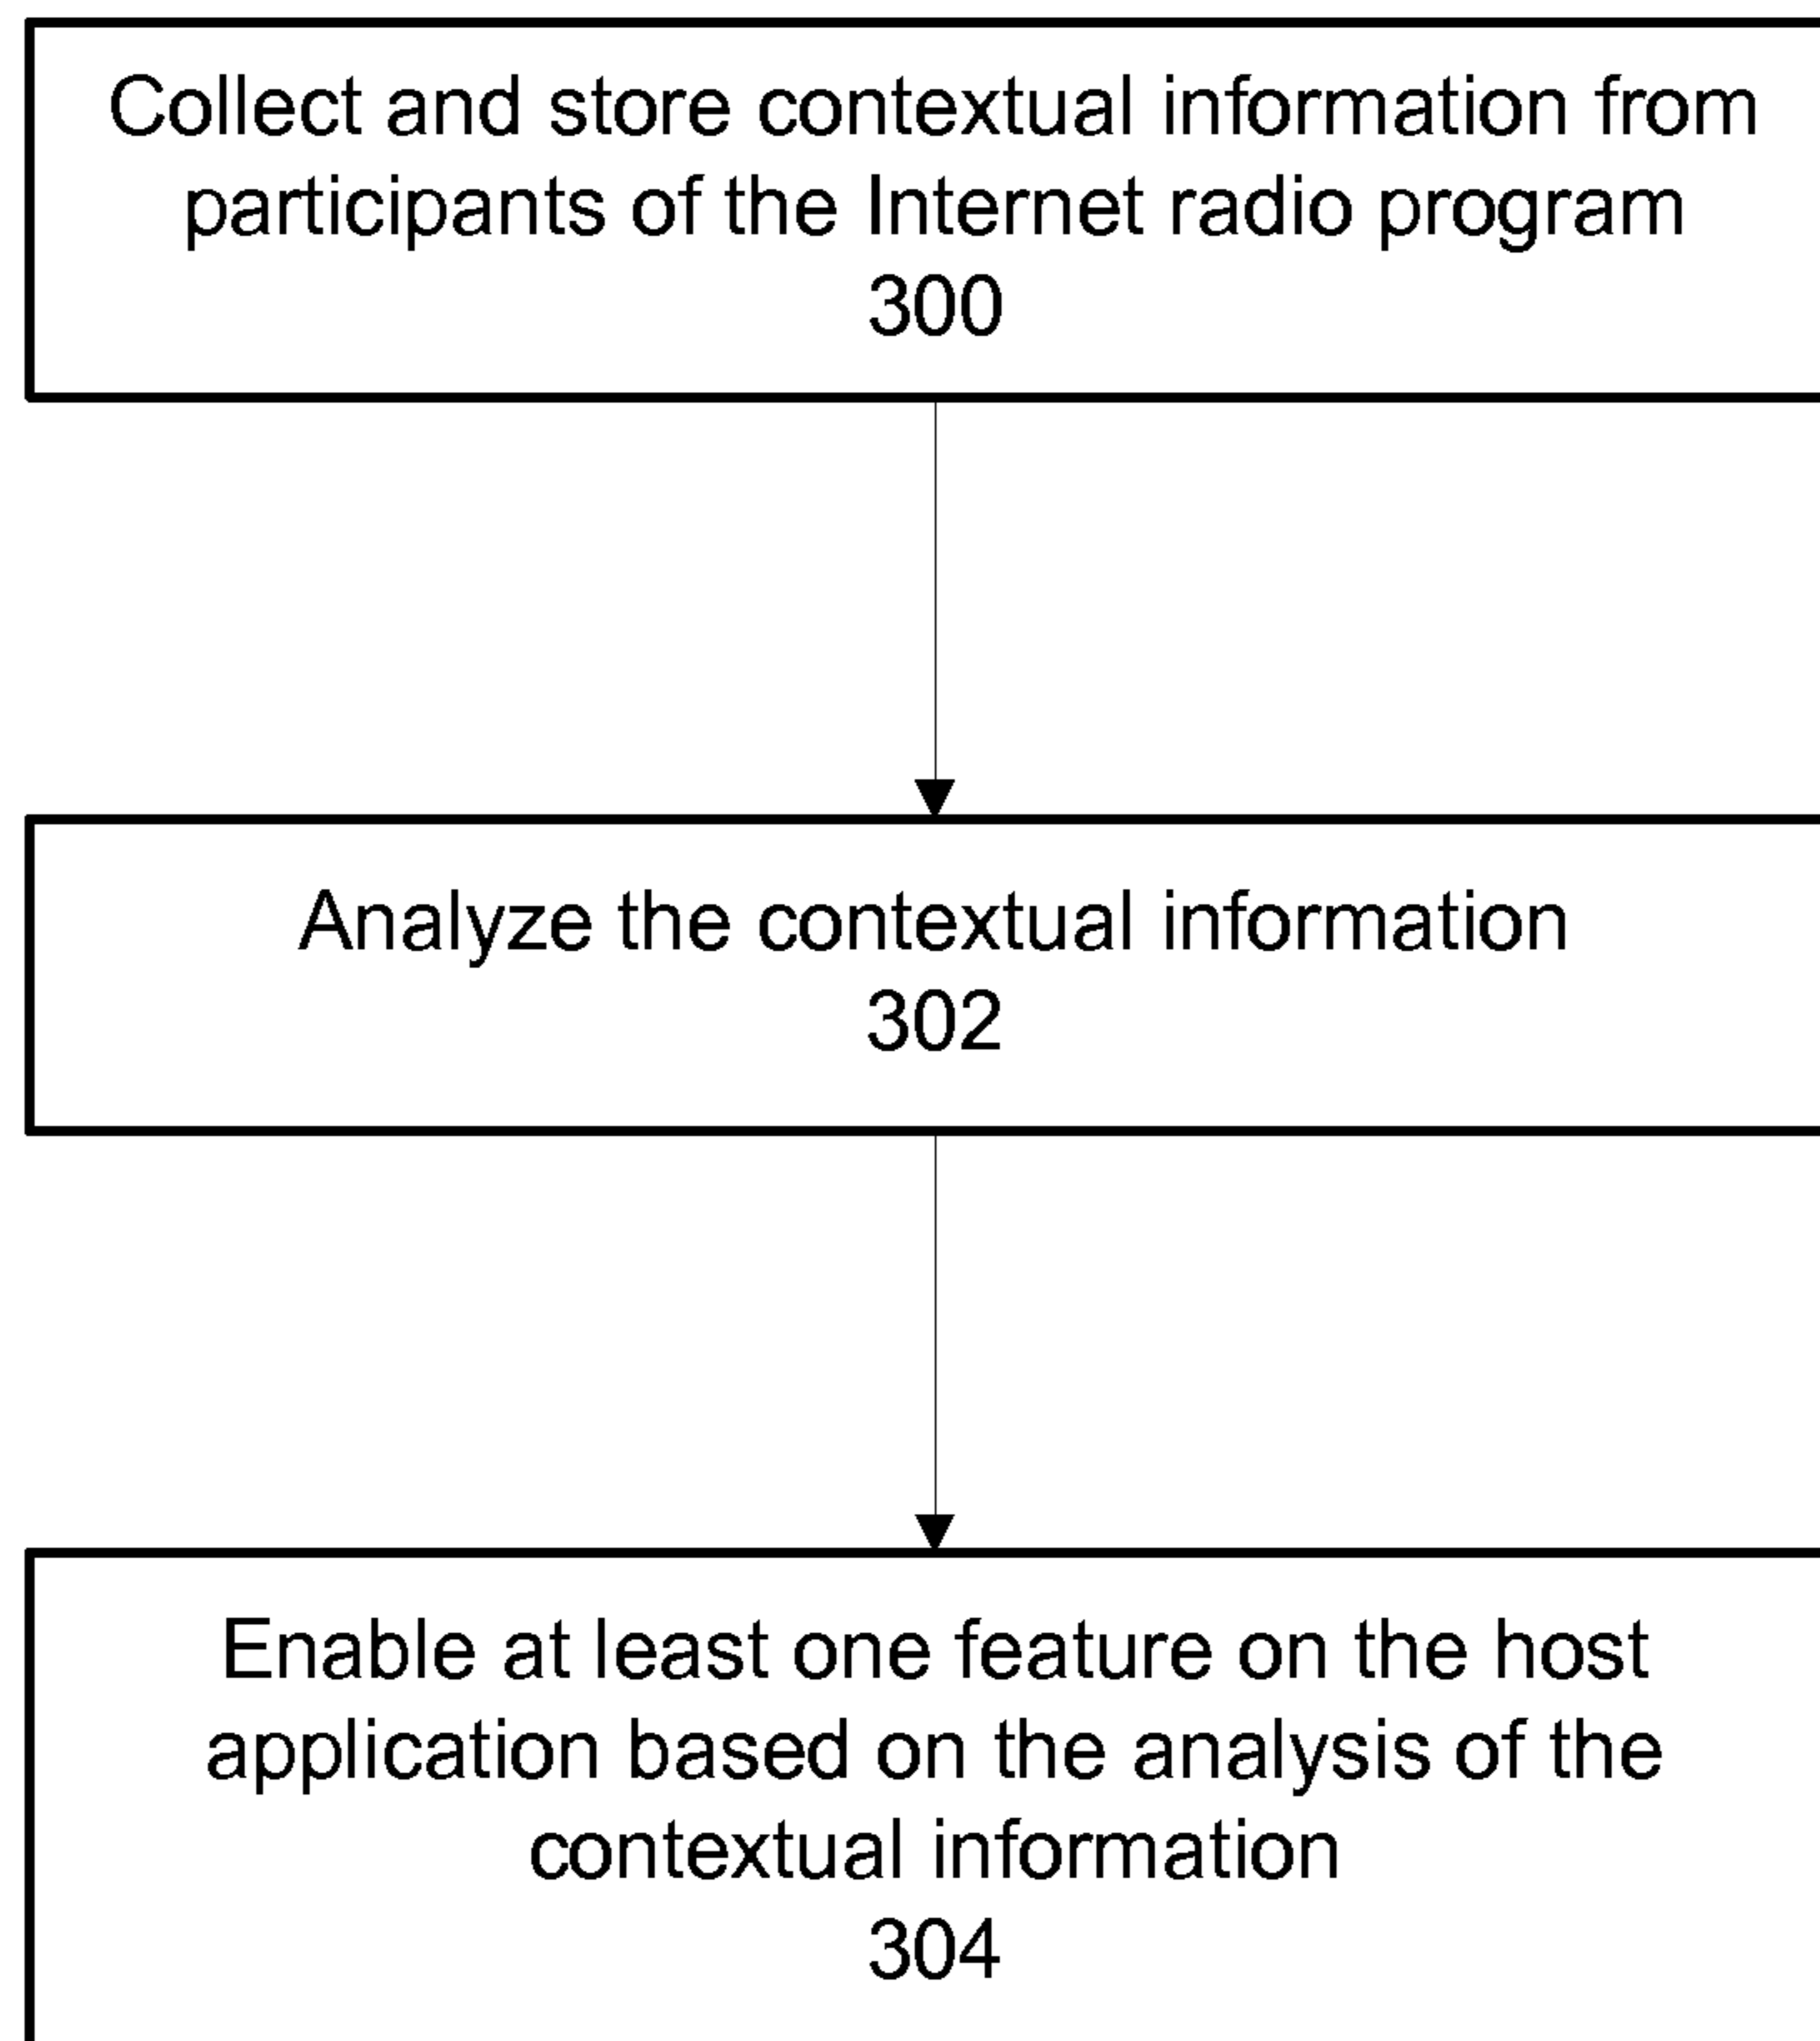 Collect and store contextual information from
participants of the Internet radio program
300
Analyze the contextual information
302
Enable at least one feature on the host
application based on the analysis of the
contextual information
304